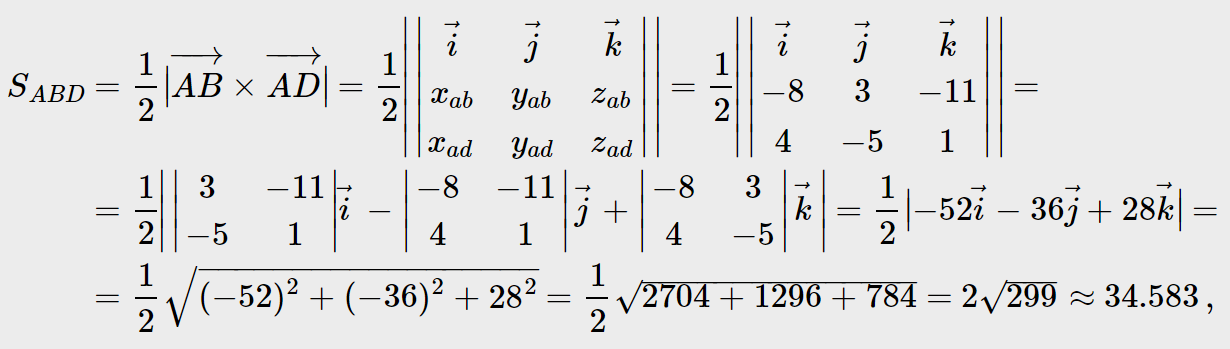 $S_{ABD} = \frac{1}{2}|\overrightarrow{AB} \times \overrightarrow{AD}| = \frac{1}{2}\left|\begin{vmatrix} \vec{i} & \vec{j} & \vec{k} \\ x_{ab} & y_{ab} & z_{ab} \\ x_{ad} & y_{ad} & z_{ad} \end{vmatrix}\right| = \frac{1}{2}\left|\begin{vmatrix} \vec{i} & \vec{j} & \vec{k} \\ -8 & 3 & -11 \\ 4 & -5 & 1 \end{vmatrix}\right| =$
$= \frac{1}{2}\left|\begin{vmatrix} 3 & -11 \\ -5 & 1 \end{vmatrix}\vec{i} - \begin{vmatrix} -8 & -11 \\ 4 & 1 \end{vmatrix}\vec{j} + \begin{vmatrix} -8 & 3 \\ 4 & -5 \end{vmatrix}\vec{k}\right| = \frac{1}{2}|-52\vec{i} - 36\vec{j} + 28\vec{k}| =$
$= \frac{1}{2}\sqrt{(-52)^2 + (-36)^2 + 28^2} = \frac{1}{2}\sqrt{2704 + 1296 + 784} = 2\sqrt{299} \approx 34.583\,,$